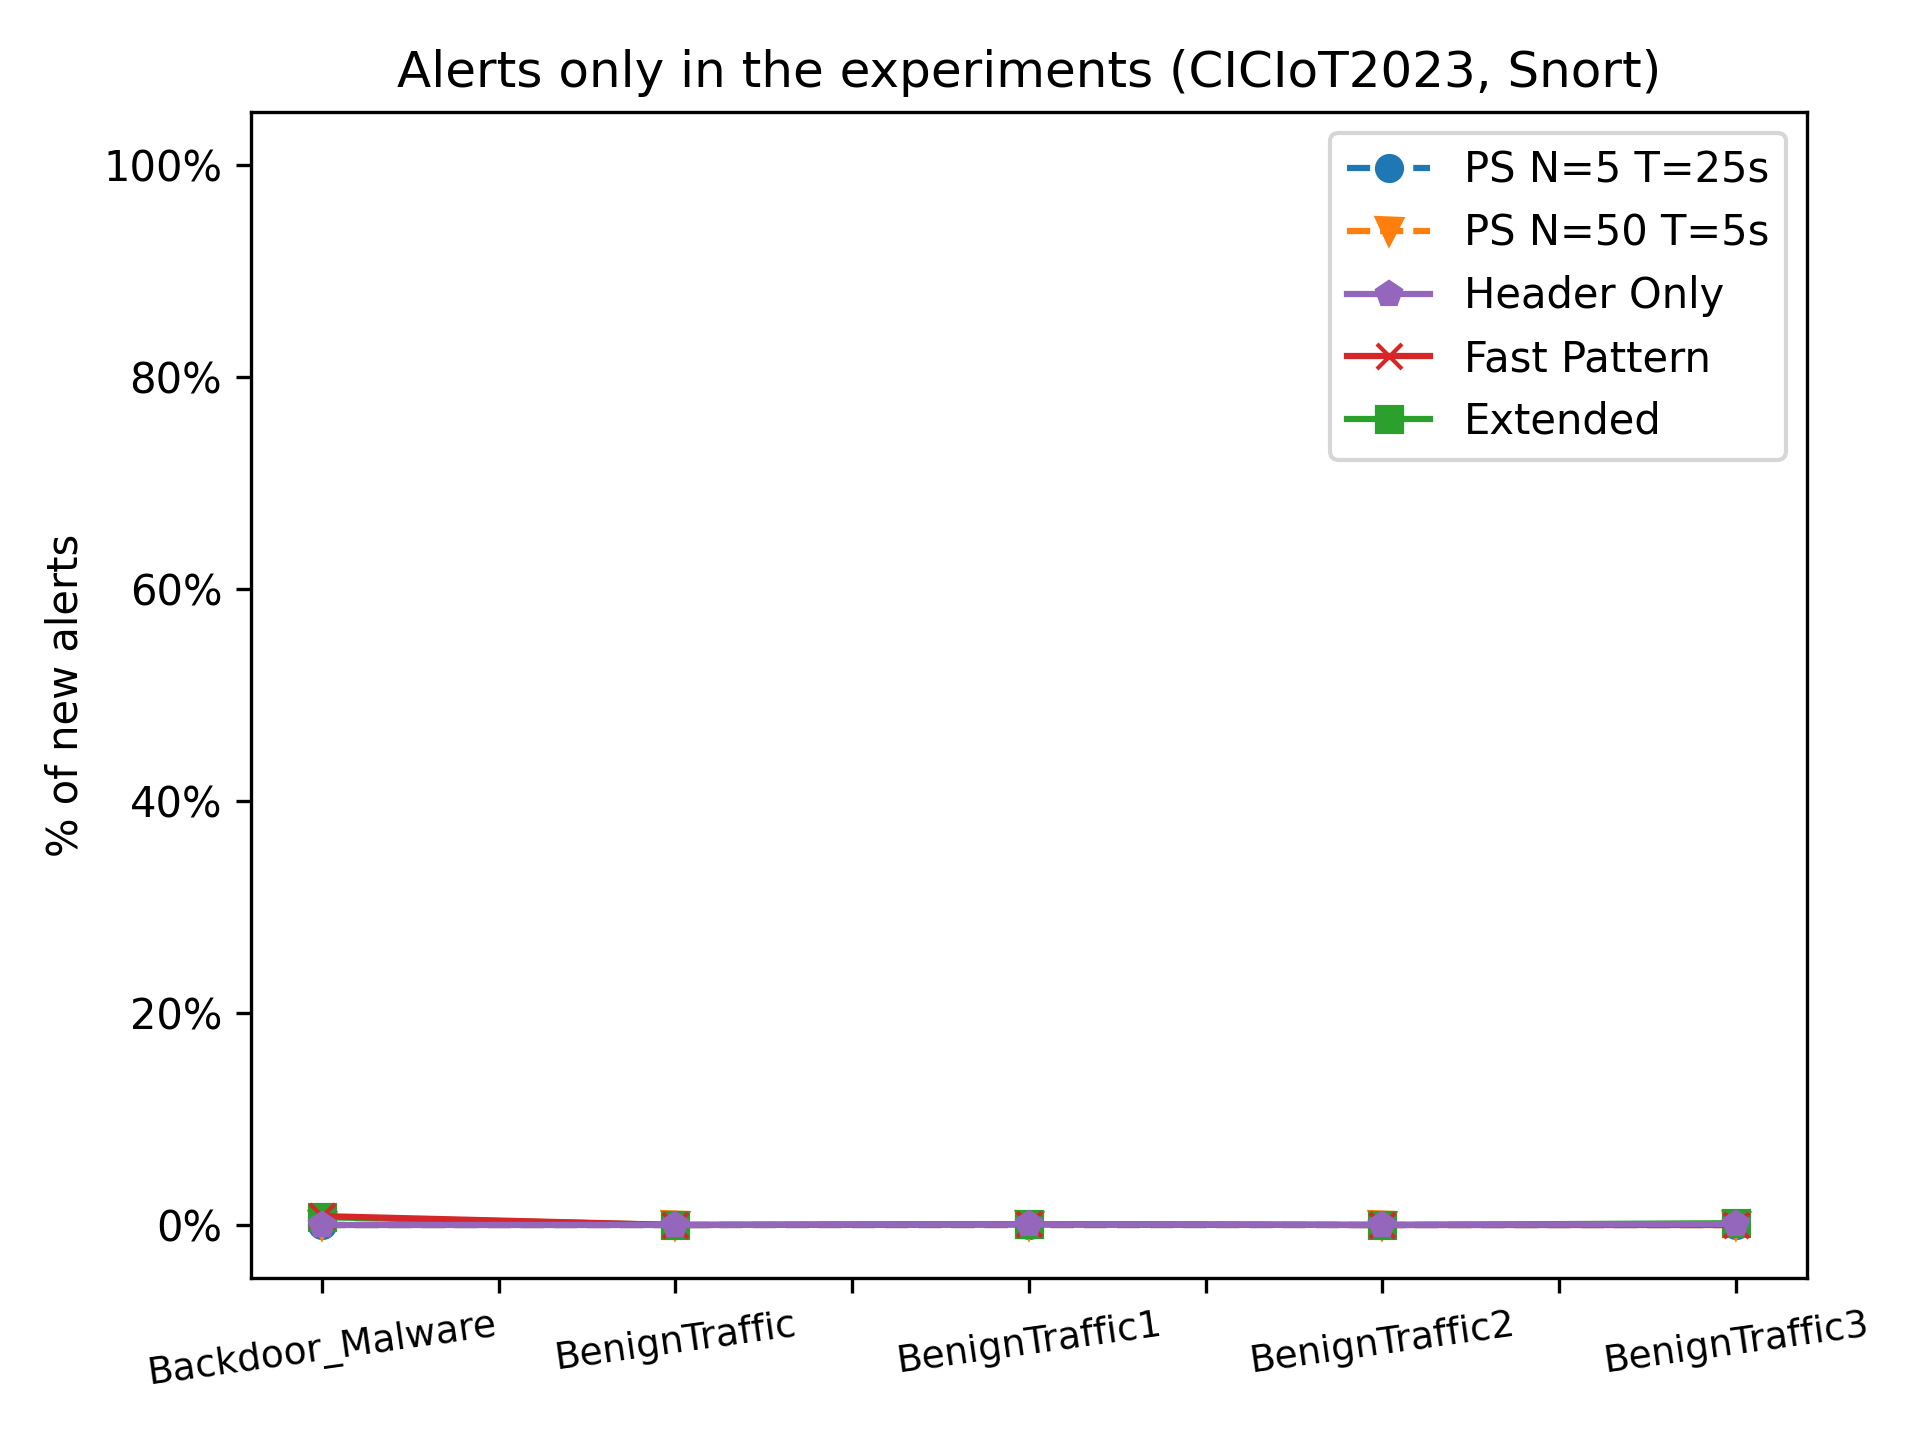 Alerts only in the experiments (CICIoT2023, Snort)
100%
80%
60%
40%
20%
0%
% of new alerts
PS N=5 T=25s
PS N=50 T=5s
Header Only
Fast Pattern
Extended
Backdoor_Malware
BenignTraffic
BenignTraffic1
BenignTraffic2
BenignTraffic3